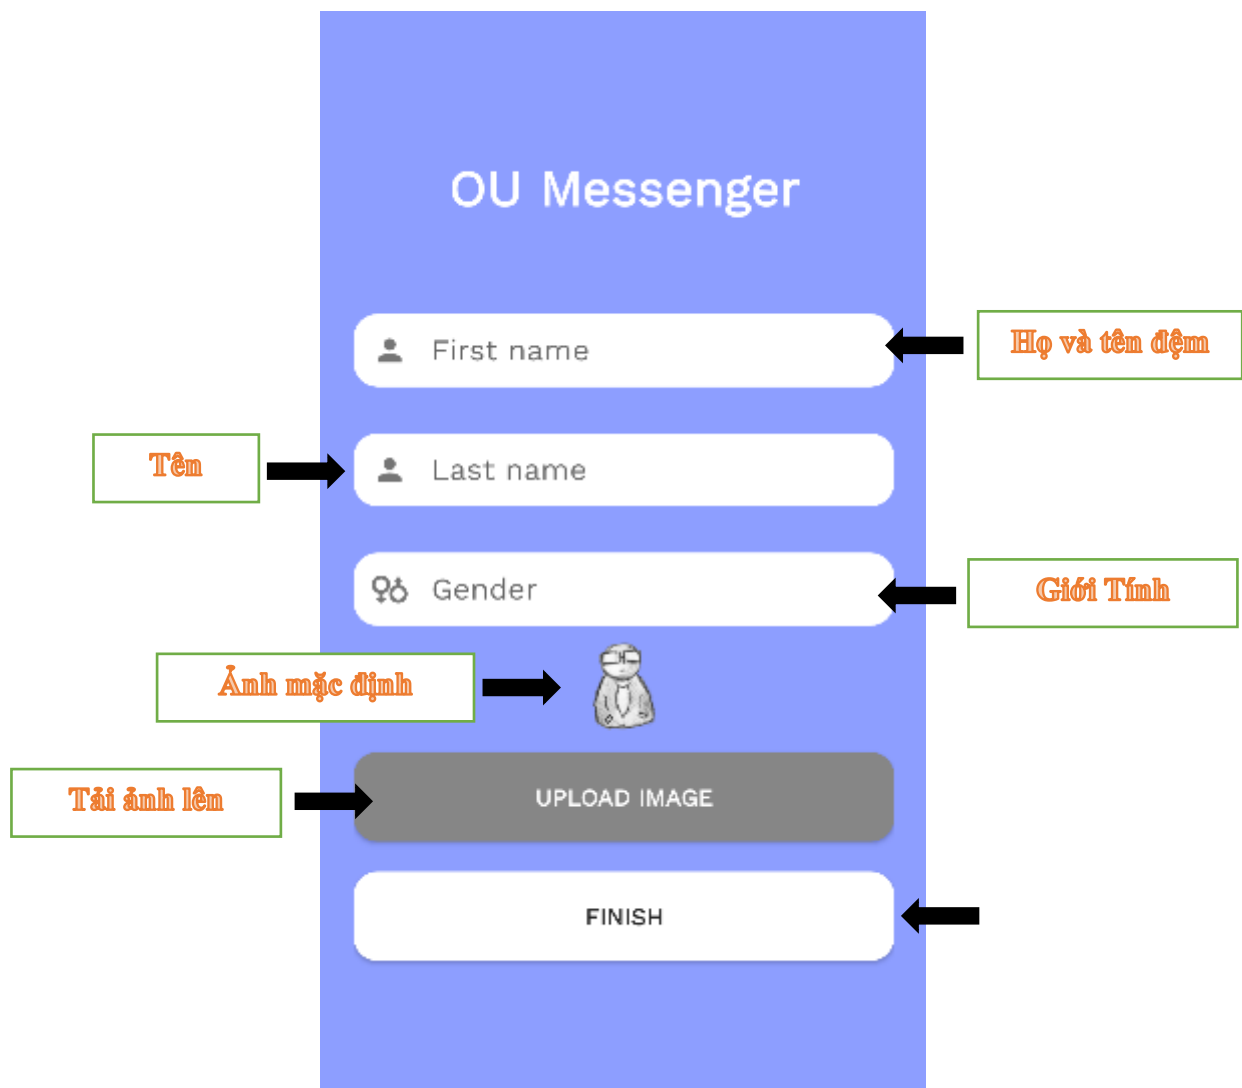 OU Messenger
First name
Họ và tên đệm
Tên
Last name
Gender
Giới Tính
Ảnh mặc định
Tải ảnh lên
UPLOAD IMAGE
FINISH